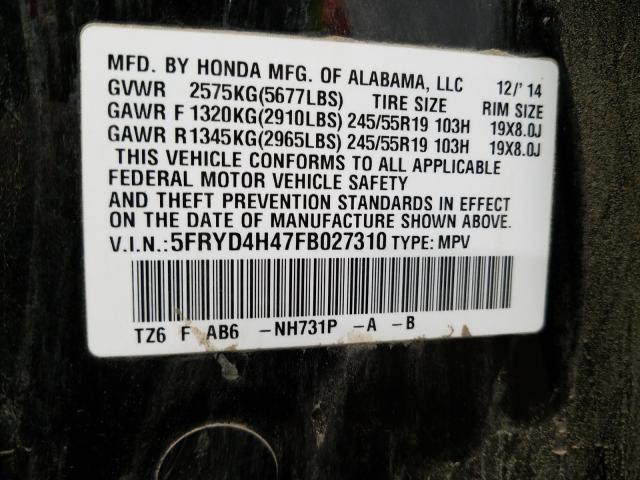 MFD. BY HONDA MFG. OF ALABAMA, LLC 12/'14
GVWR 2575KG(5677LBS) TIRE SIZE RIM SIZE
GAWR F 1320KG(2910LBS) 245/55R19 103H 19X8.0J
GAWR R 1345KG(2965LBS) 245/55R19 103H 19X8.0J
THIS VEHICLE CONFORMS TO ALL APPLICABLE
FEDERAL MOTOR VEHICLE SAFETY
AND THEFT PREVENTION STANDARDS IN EFFECT
ON THE DATE OF MANUFACTURE SHOWN ABOVE.
V.I.N.: 5FRYD4H47FB027310 TYPE: MPV
TZ6 F AB6 -NH731P -A -B